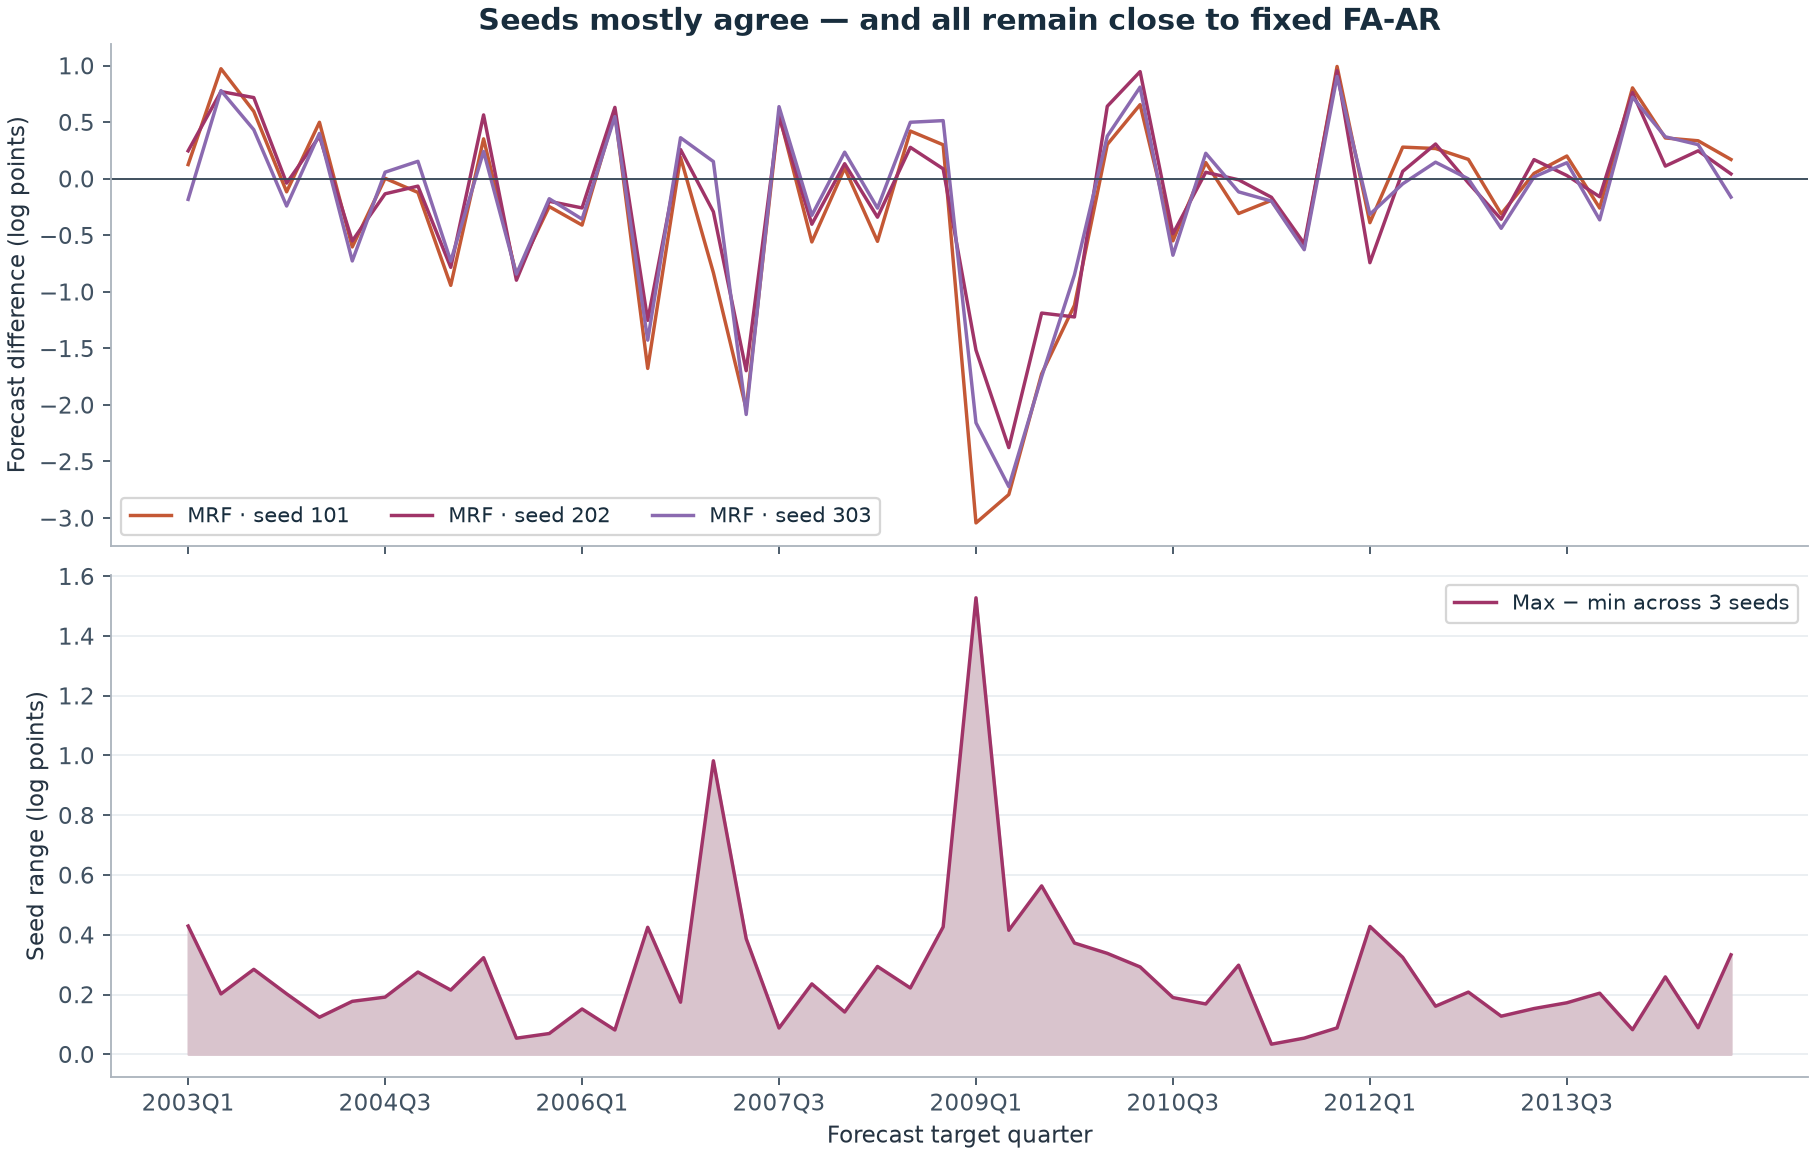 Seeds mostly agree — and all remain close to fixed FA-AR
Forecast difference (log points)
1.0
0.5
0.0
−0.5
−1.0
−1.5
−2.0
−2.5
−3.0
MRF · seed 101
MRF · seed 202
MRF · seed 303
Seed range (log points)
1.6
1.4
1.2
1.0
0.8
0.6
0.4
0.2
0.0
Max − min across 3 seeds
2003Q1
2004Q3
2006Q1
2007Q3
2009Q1
2010Q3
2012Q1
2013Q3
Forecast target quarter